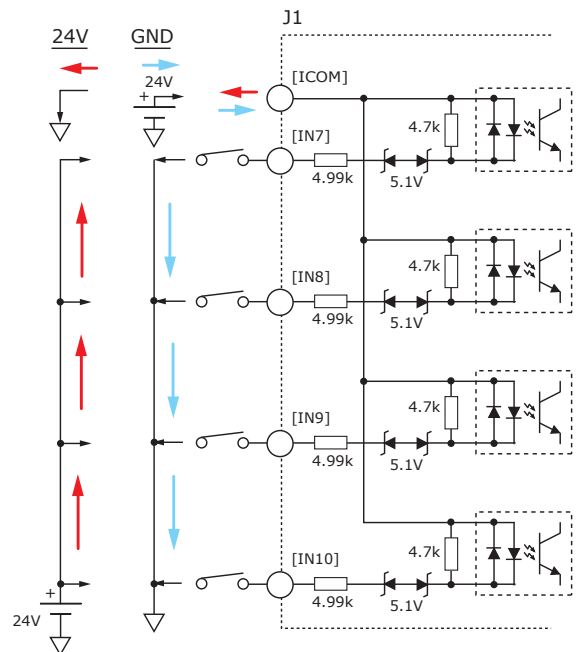 J1
24V GND
24V
+
[ICOM]
4.7k
[IN7]
4.99k
5.1V
4.7k
[IN8]
4.99k
5.1V
4.7k
[IN9]
4.99k
5.1V
4.7k
[IN10]
4.99k
5.1V
+
24V